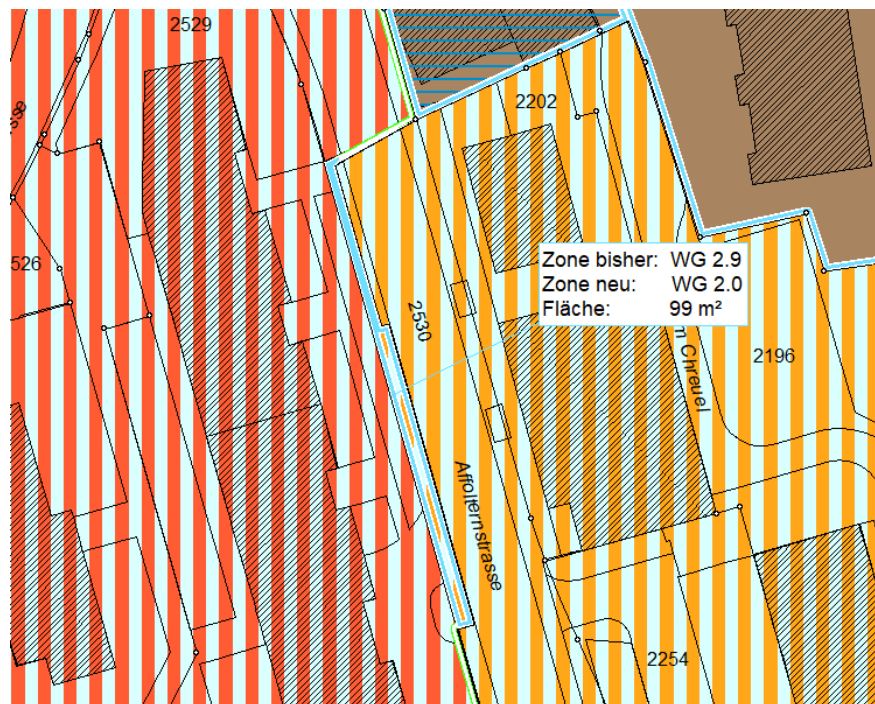 2529
2202
526
Zone bisher: WG 2.9
Zone neu: WG 2.0
Fläche: 99 m²
2530
m Chreuel
2196
Affolternstrasse
2254